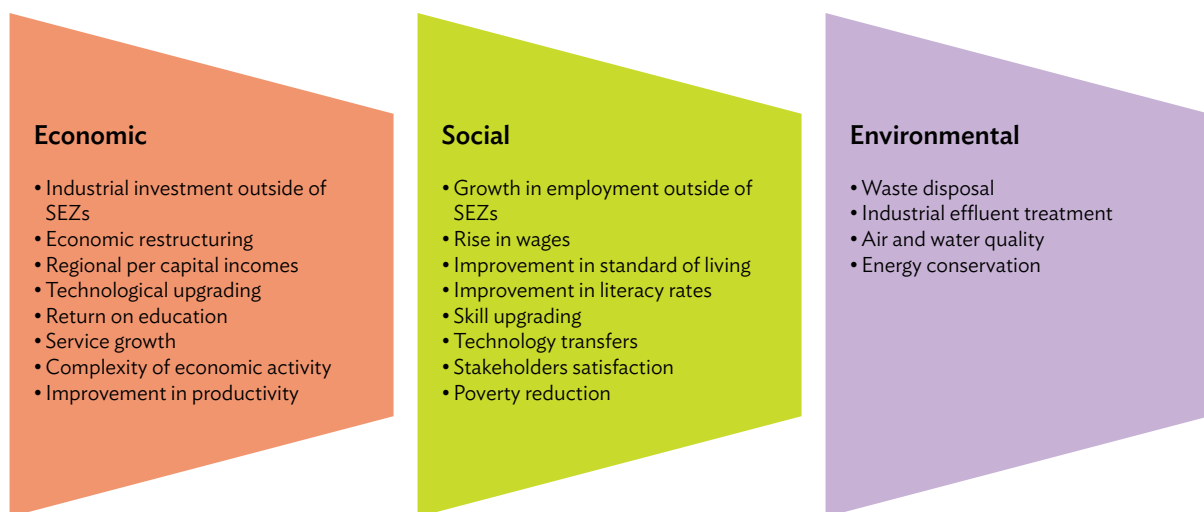 Economic
• Industrial investment outside of
SEZs
• Economic restructuring
• Regional per capital incomes
• Technological upgrading
• Return on education
• Service growth
• Complexity of economic activity
• Improvement in productivity
Social
• Growth in employment outside of
SEZs
• Rise in wages
• Improvement in standard of living
• Improvement in literacy rates
• Skill upgrading
• Technology transfers
• Stakeholders satisfaction
• Poverty reduction
Environmental
• Waste disposal
• Industrial effluent treatment
• Air and water quality
• Energy conservation